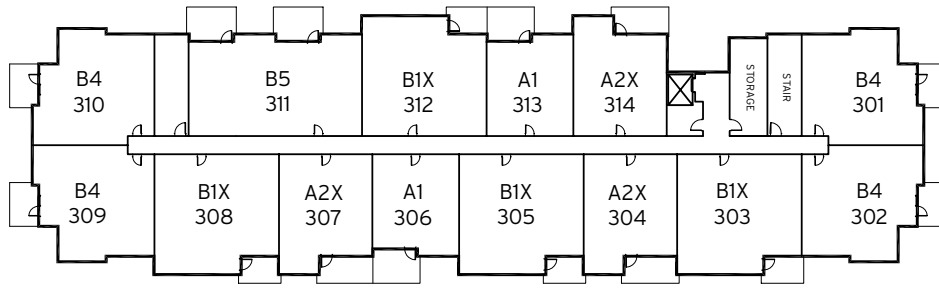 B4
310
B5
311
B1X
312
A1
313
A2X
314
STORAGE
STAIR
B4
301
B4
309
B1X
308
A2X
307
A1
306
B1X
305
A2X
304
B1X
303
B4
302